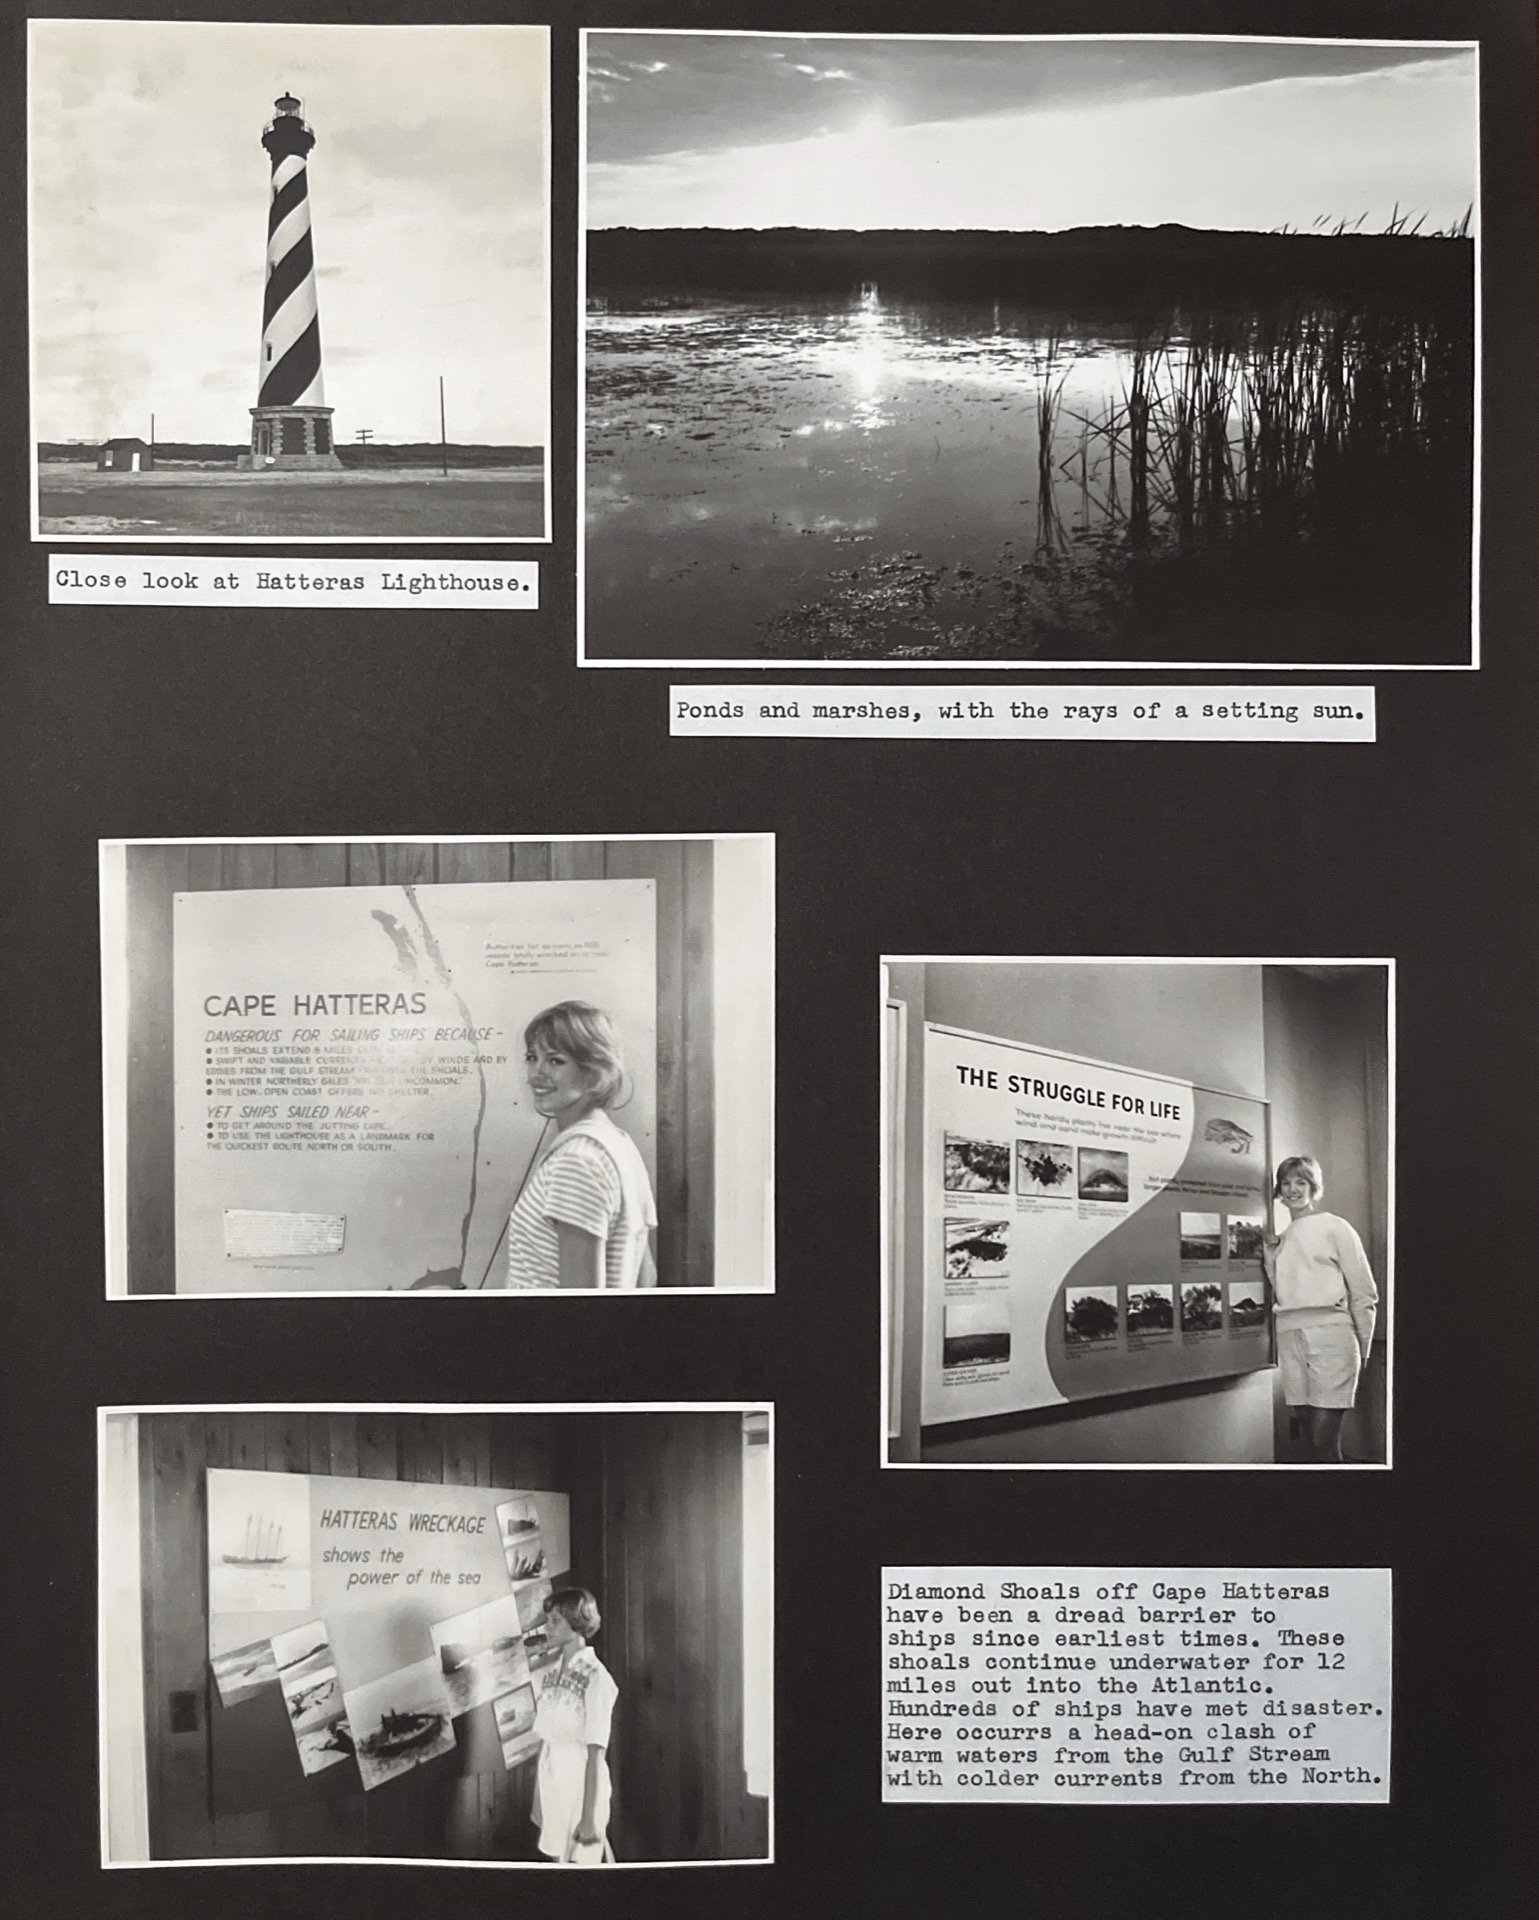 Close look at Hatteras Lighthouse.
Ponds and marshes, with the rays of a setting sun.
Authorities list as many as
vessels totally wrecked on or near
Cape Hatteras.
CAPE HATTERAS
DANGEROUS FOR SAILING SHIPS BECAUSE-
● ITS SHOALS EXTEND 8 MILES
● SWIFT AND VARIABLE CURRENTS BY WINDS AND BY
EDDIES FROM THE GULF STREAM THE SHOALS.
● IN WINTER NORTHERLY GALES UNCOMMON."
● THE LOW, OPEN COAST OFFERS NO SHELTER.
YET SHIPS SAILED NEAR-
● TO GET AROUND THE JUTTING CAPE.
● TO USE THE LIGHTHOUSE AS A LANDMARK FOR
THE QUICKEST ROUTE NORTH OR SOUTH.
THE STRUGGLE FOR LIFE
These hardy plants live near the sea where
wind and sand make growth difficult
HATTERAS WRECKAGE
shows the
power of the sea
Diamond Shoals off Cape Hatteras
have been a dread barrier to
ships since earliest times. These
shoals continue underwater for 12
miles out into the Atlantic.
Hundreds of ships have met disaster.
Here occurrs a head-on clash of
warm waters from the Gulf Stream
with colder currents from the North.